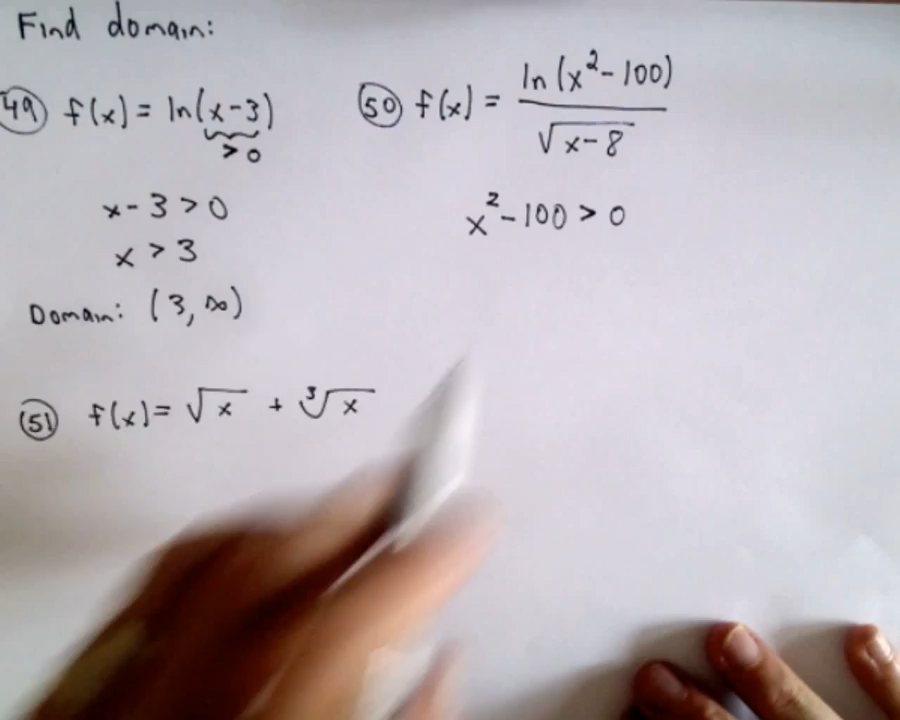 Find domain:
49 f(x) = ln(x-3)
> 0
x - 3 > 0
x > 3
Domain: (3, ∞)
50 f(x) = ln(x²-100) / √x-8
x² - 100 > 0
51 f(x) = √x + ∛x